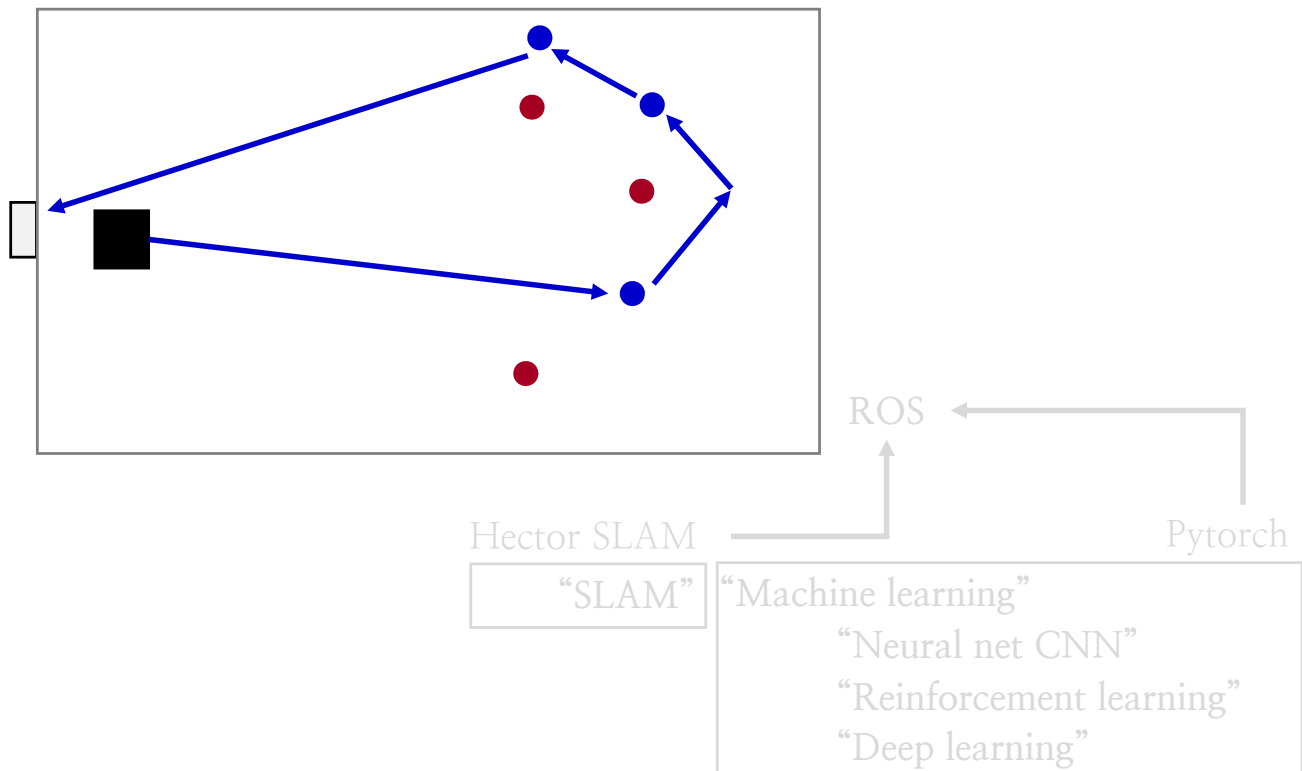 ROS
Hector SLAM
Pytorch
“SLAM”
“Machine learning”
“Neural net CNN”
“Reinforcement learning”
“Deep learning”